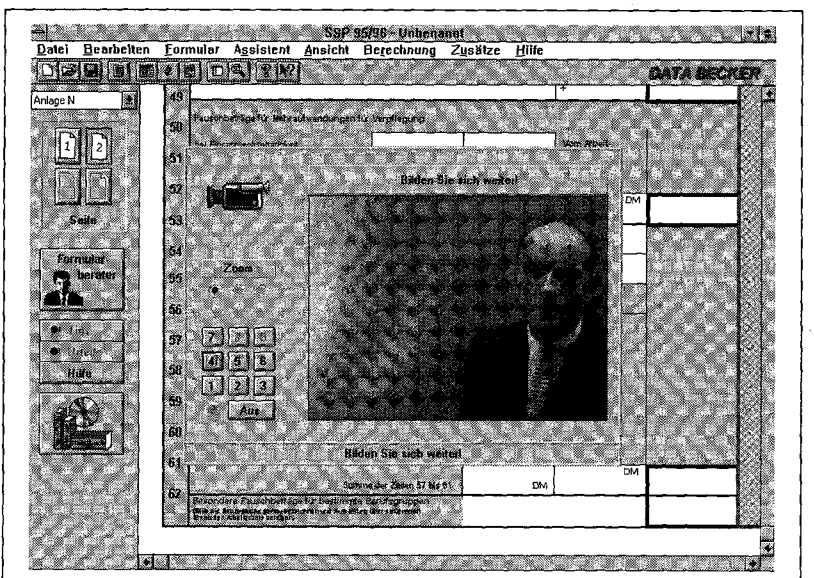 SSP 95/96 - Unbenannt
Datei Bearbeiten Formular Assistent Ansicht Berechnung Zusätze Hilfe
DATA BECKER
Anlage N
1 2
Seite
Formular
berater
Hilfe
49
50
51
52
53
54
55
56
57
58
59
60
61
62
Pauschbeträge für Mehraufwendungen für Verpflegung
Vom Arbeit
DM
Bilden Sie sich weiter!
Zoom
7
4 5 6
1 2 3
Aus
Bilden Sie sich weiter!
Summe der Zeilen 57 bis 61
DM
DM
Besondere Pauschbeträge für bestimmte Berufsgruppen